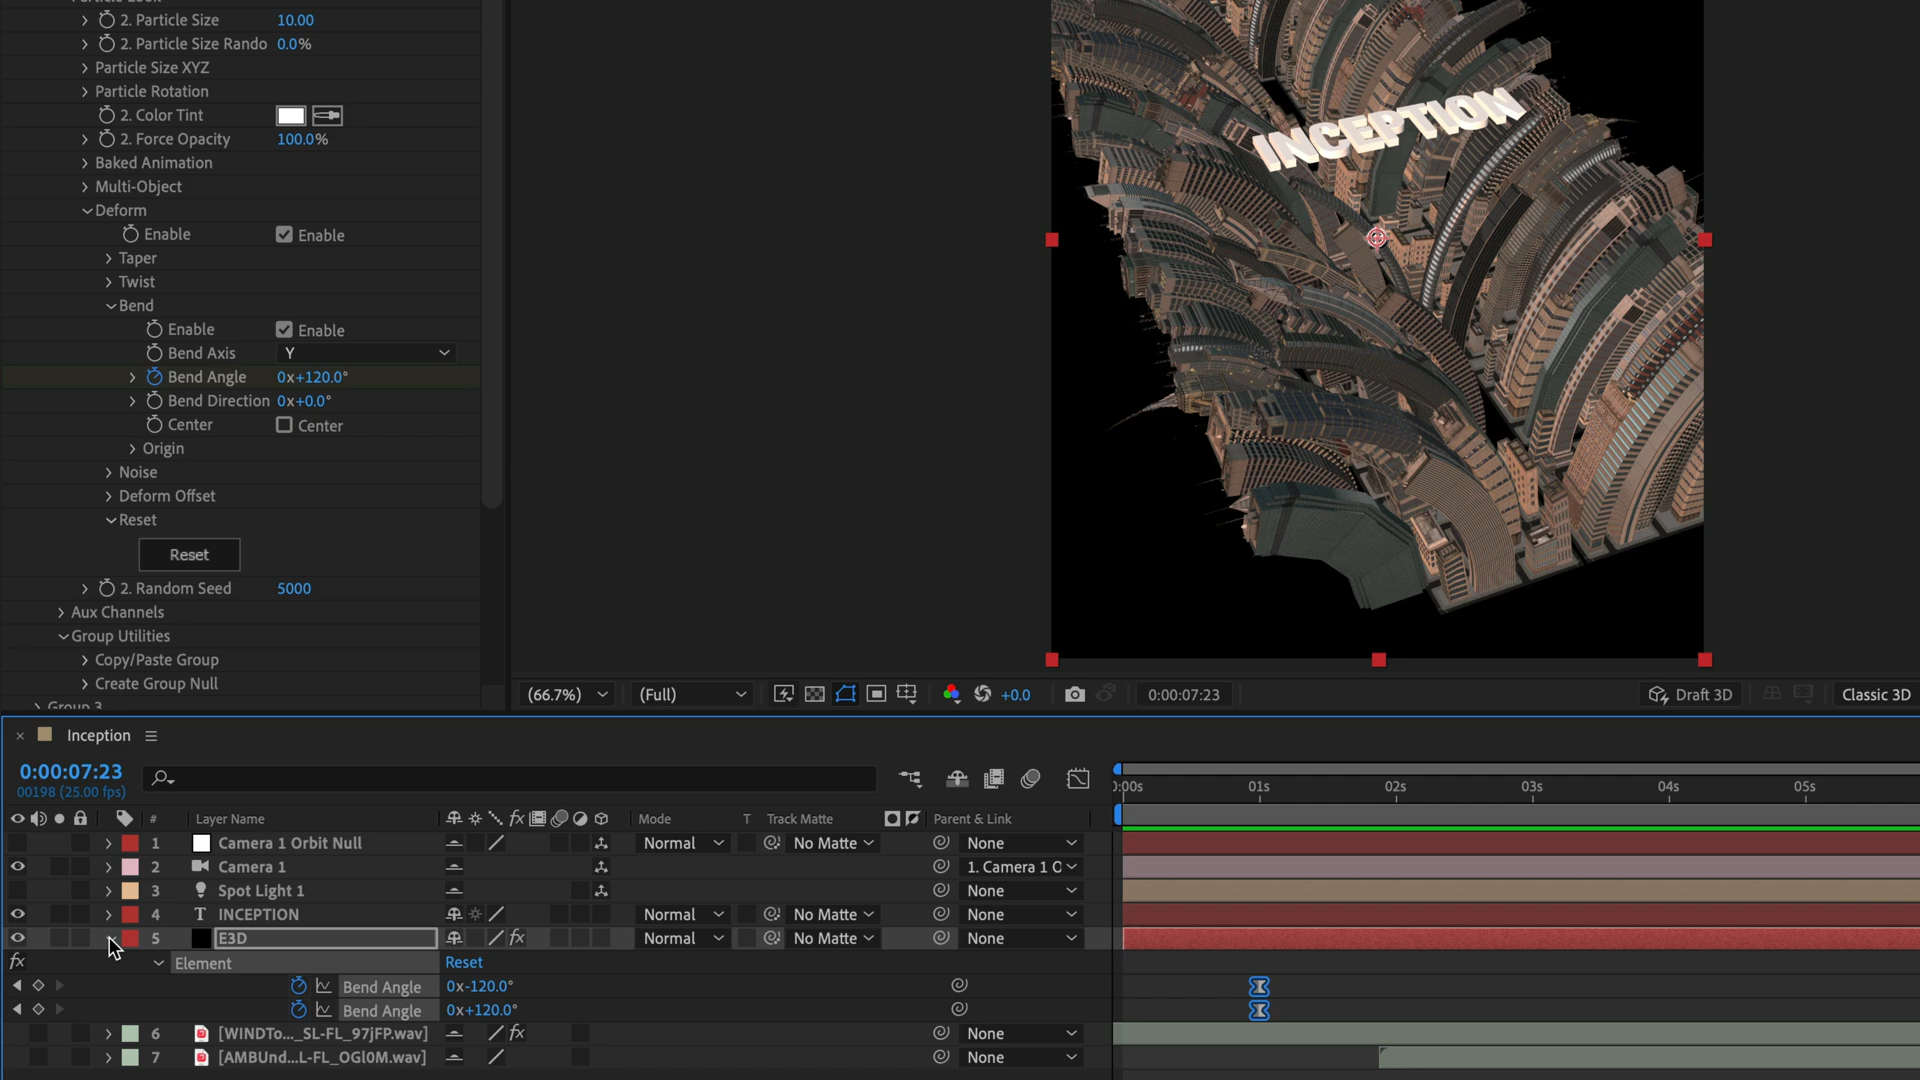 2. Particle Size 10.00
2. Particle Size Rando 0.0%
Particle Size XYZ
Particle Rotation
2. Color Tint
2. Force Opacity 100.0%
Baked Animation
Multi-Object
Deform
Enable Enable
Taper
Twist
Bend
Enable Enable
Bend Axis Y
Bend Angle 0x+120.0°
Bend Direction 0x+0.0°
Center Center
Origin
Noise
Deform Offset
Reset
Reset
2. Random Seed 5000
Aux Channels
Group Utilities
Copy/Paste Group
Create Group Null
Group 3
INCEPTION
(66.7%) (Full) +0.0 0:00:07:23 Draft 3D Classic 3D
Inception
0:00:07:23
00198 (25.00 fps)
0:00s 01s 02s 03s 04s 05s
# Layer Name fx Mode T Track Matte Parent & Link
1 Camera 1 Orbit Null Normal No Matte None
2 Camera 1 1. Camera 1 O
3 Spot Light 1 None
4 T INCEPTION Normal No Matte None
5 E3D fx Normal No Matte None
fx Element Reset
Bend Angle 0x-120.0°
Bend Angle 0x+120.0°
6 [WINDTo..._SL-FL_97jFP.wav] fx None
7 [AMBUnd...L-FL_OGl0M.wav] None